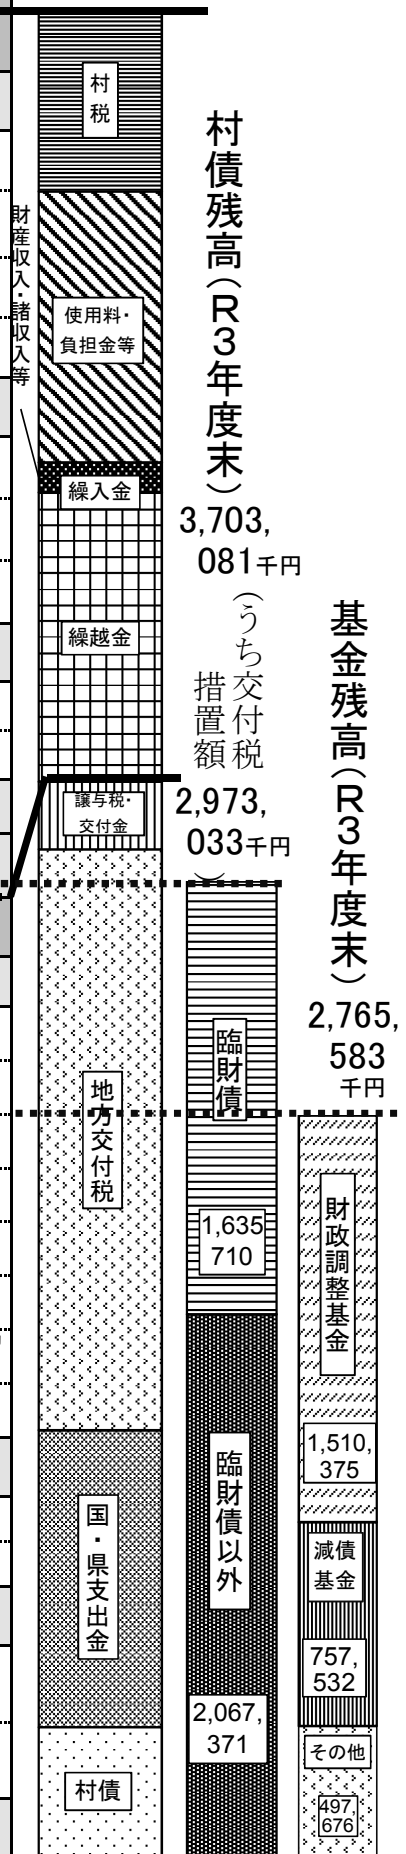 村
税
財産収入・諸収入等
使用料・
負担金等
繰入金
繰越金
譲与税・
交付金
地方交付税
国・県支出金
村債
村債残高（Ｒ３年度末）
3,703,
081千円
（うち交付税
措置額
2,973,
033千円
）
臨財債
1,635
710
臨財債以外
2,067,
371
基金残高（Ｒ３年度末）
2,765,
583
千円
財政調整基金
1,510,
375
減債
基金
757,
532
その他
497,
676